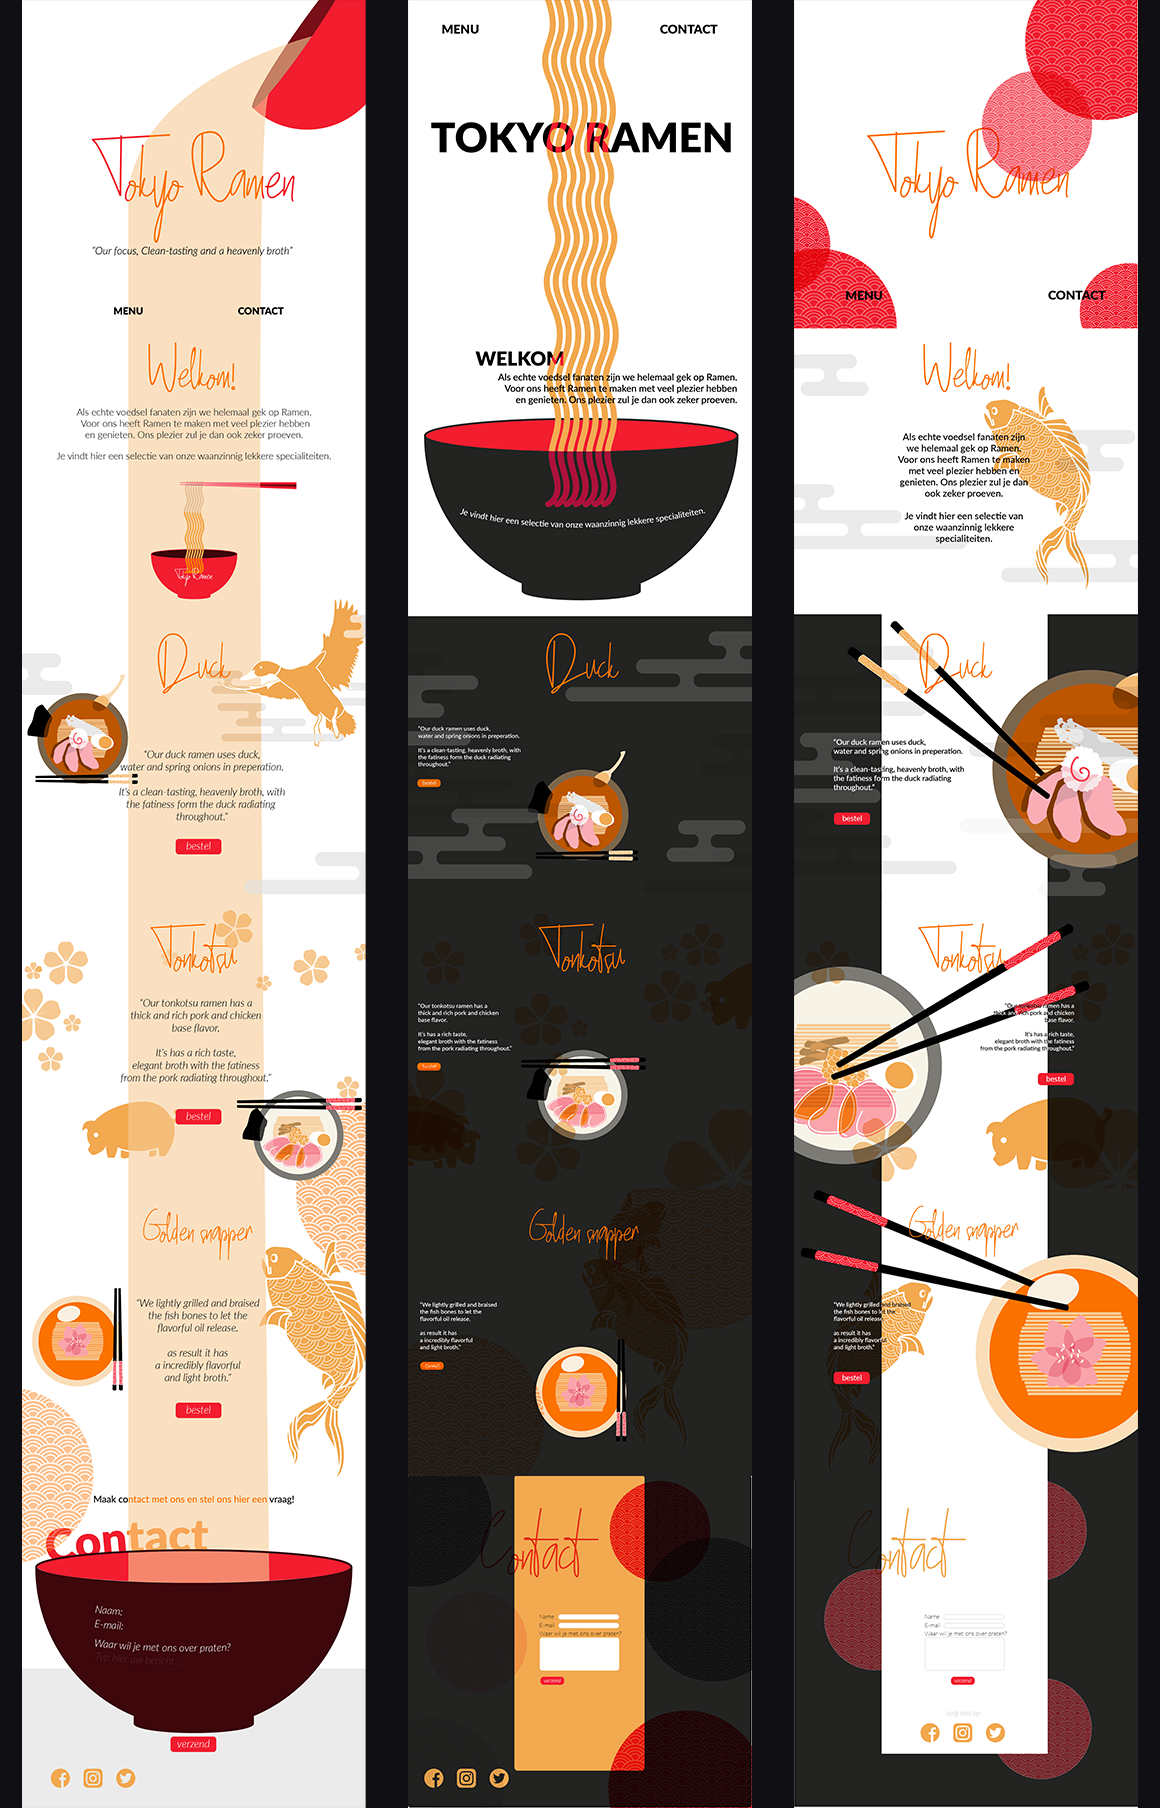 Tokyo Ramen
“Our focus, Clean-tasting and a heavenly broth”
MENU CONTACT
Welkom!
Als echte voedsel fanaten zijn we helemaal gek op Ramen.
Voor ons heeft Ramen te maken met veel plezier hebben
en genieten. Ons plezier zul je dan ook zeker proeven.
Je vindt hier een selectie van onze waanzinnig lekkere specialiteiten.
Tokyo Ramen
Duck
“Our duck ramen uses duck,
water and spring onions in preperation.
It’s a clean-tasting, heavenly broth, with
the fatiness form the duck radiating
throughout.”
bestel
Tonkotsu
“Our tonkotsu ramen has a
thick and rich pork and chicken
base flavor.
It’s has a rich taste,
elegant broth with the fatiness
from the pork radiating throughout.”
bestel
Golden snapper
“We lightly grilled and braised
the fish bones to let the
flavorful oil release.
as result it has
a incredibly flavorful
and light broth.”
bestel
Maak contact met ons en stel ons hier een vraag!
Contact
Naam:
E-mail:
Waar wil je met ons over praten?
Typ hier uw bericht...
verzend
MENU CONTACT
TOKYO RAMEN
WELKOM
Als echte voedsel fanaten zijn we helemaal gek op Ramen.
Voor ons heeft Ramen te maken met veel plezier hebben
en genieten. Ons plezier zul je dan ook zeker proeven.
Je vindt hier een selectie van onze waanzinnig lekkere specialiteiten.
Duck
“Our duck ramen uses duck,
water and spring onions in preperation.
It’s a clean-tasting, heavenly broth, with
the fatiness form the duck radiating
throughout.”
bestel
Tonkotsu
“Our tonkotsu ramen has a
thick and rich pork and chicken
base flavor.
It’s has a rich taste,
elegant broth with the fatiness
from the pork radiating throughout.”
bestel
Golden snapper
“We lightly grilled and braised
the fish bones to let the
flavorful oil release.
as result it has
a incredibly flavorful
and light broth.”
bestel
Contact
Name
E-mail
Waar wil je met ons over praten?
verzend
Tokyo Ramen
MENU CONTACT
Welkom!
Als echte voedsel fanaten zijn
we helemaal gek op Ramen.
Voor ons heeft Ramen te maken
met veel plezier hebben en
genieten. Ons plezier zul je dan
ook zeker proeven.
Je vindt hier een selectie van
onze waanzinnig lekkere
specialiteiten.
Duck
“Our duck ramen uses duck,
water and spring onions in preperation.
It’s a clean-tasting, heavenly broth, with
the fatiness form the duck radiating
throughout.”
bestel
Tonkotsu
“Our tonkotsu ramen has a
thick and rich pork and chicken
base flavor.
It’s has a rich taste,
elegant broth with the fatiness
from the pork radiating throughout.”
bestel
Golden snapper
“We lightly grilled and braised
the fish bones to let the
flavorful oil release.
as result it has
a incredibly flavorful
and light broth.”
bestel
Contact
Name
E-mail
Waar wil je met ons over praten?
verzend
volg ons op